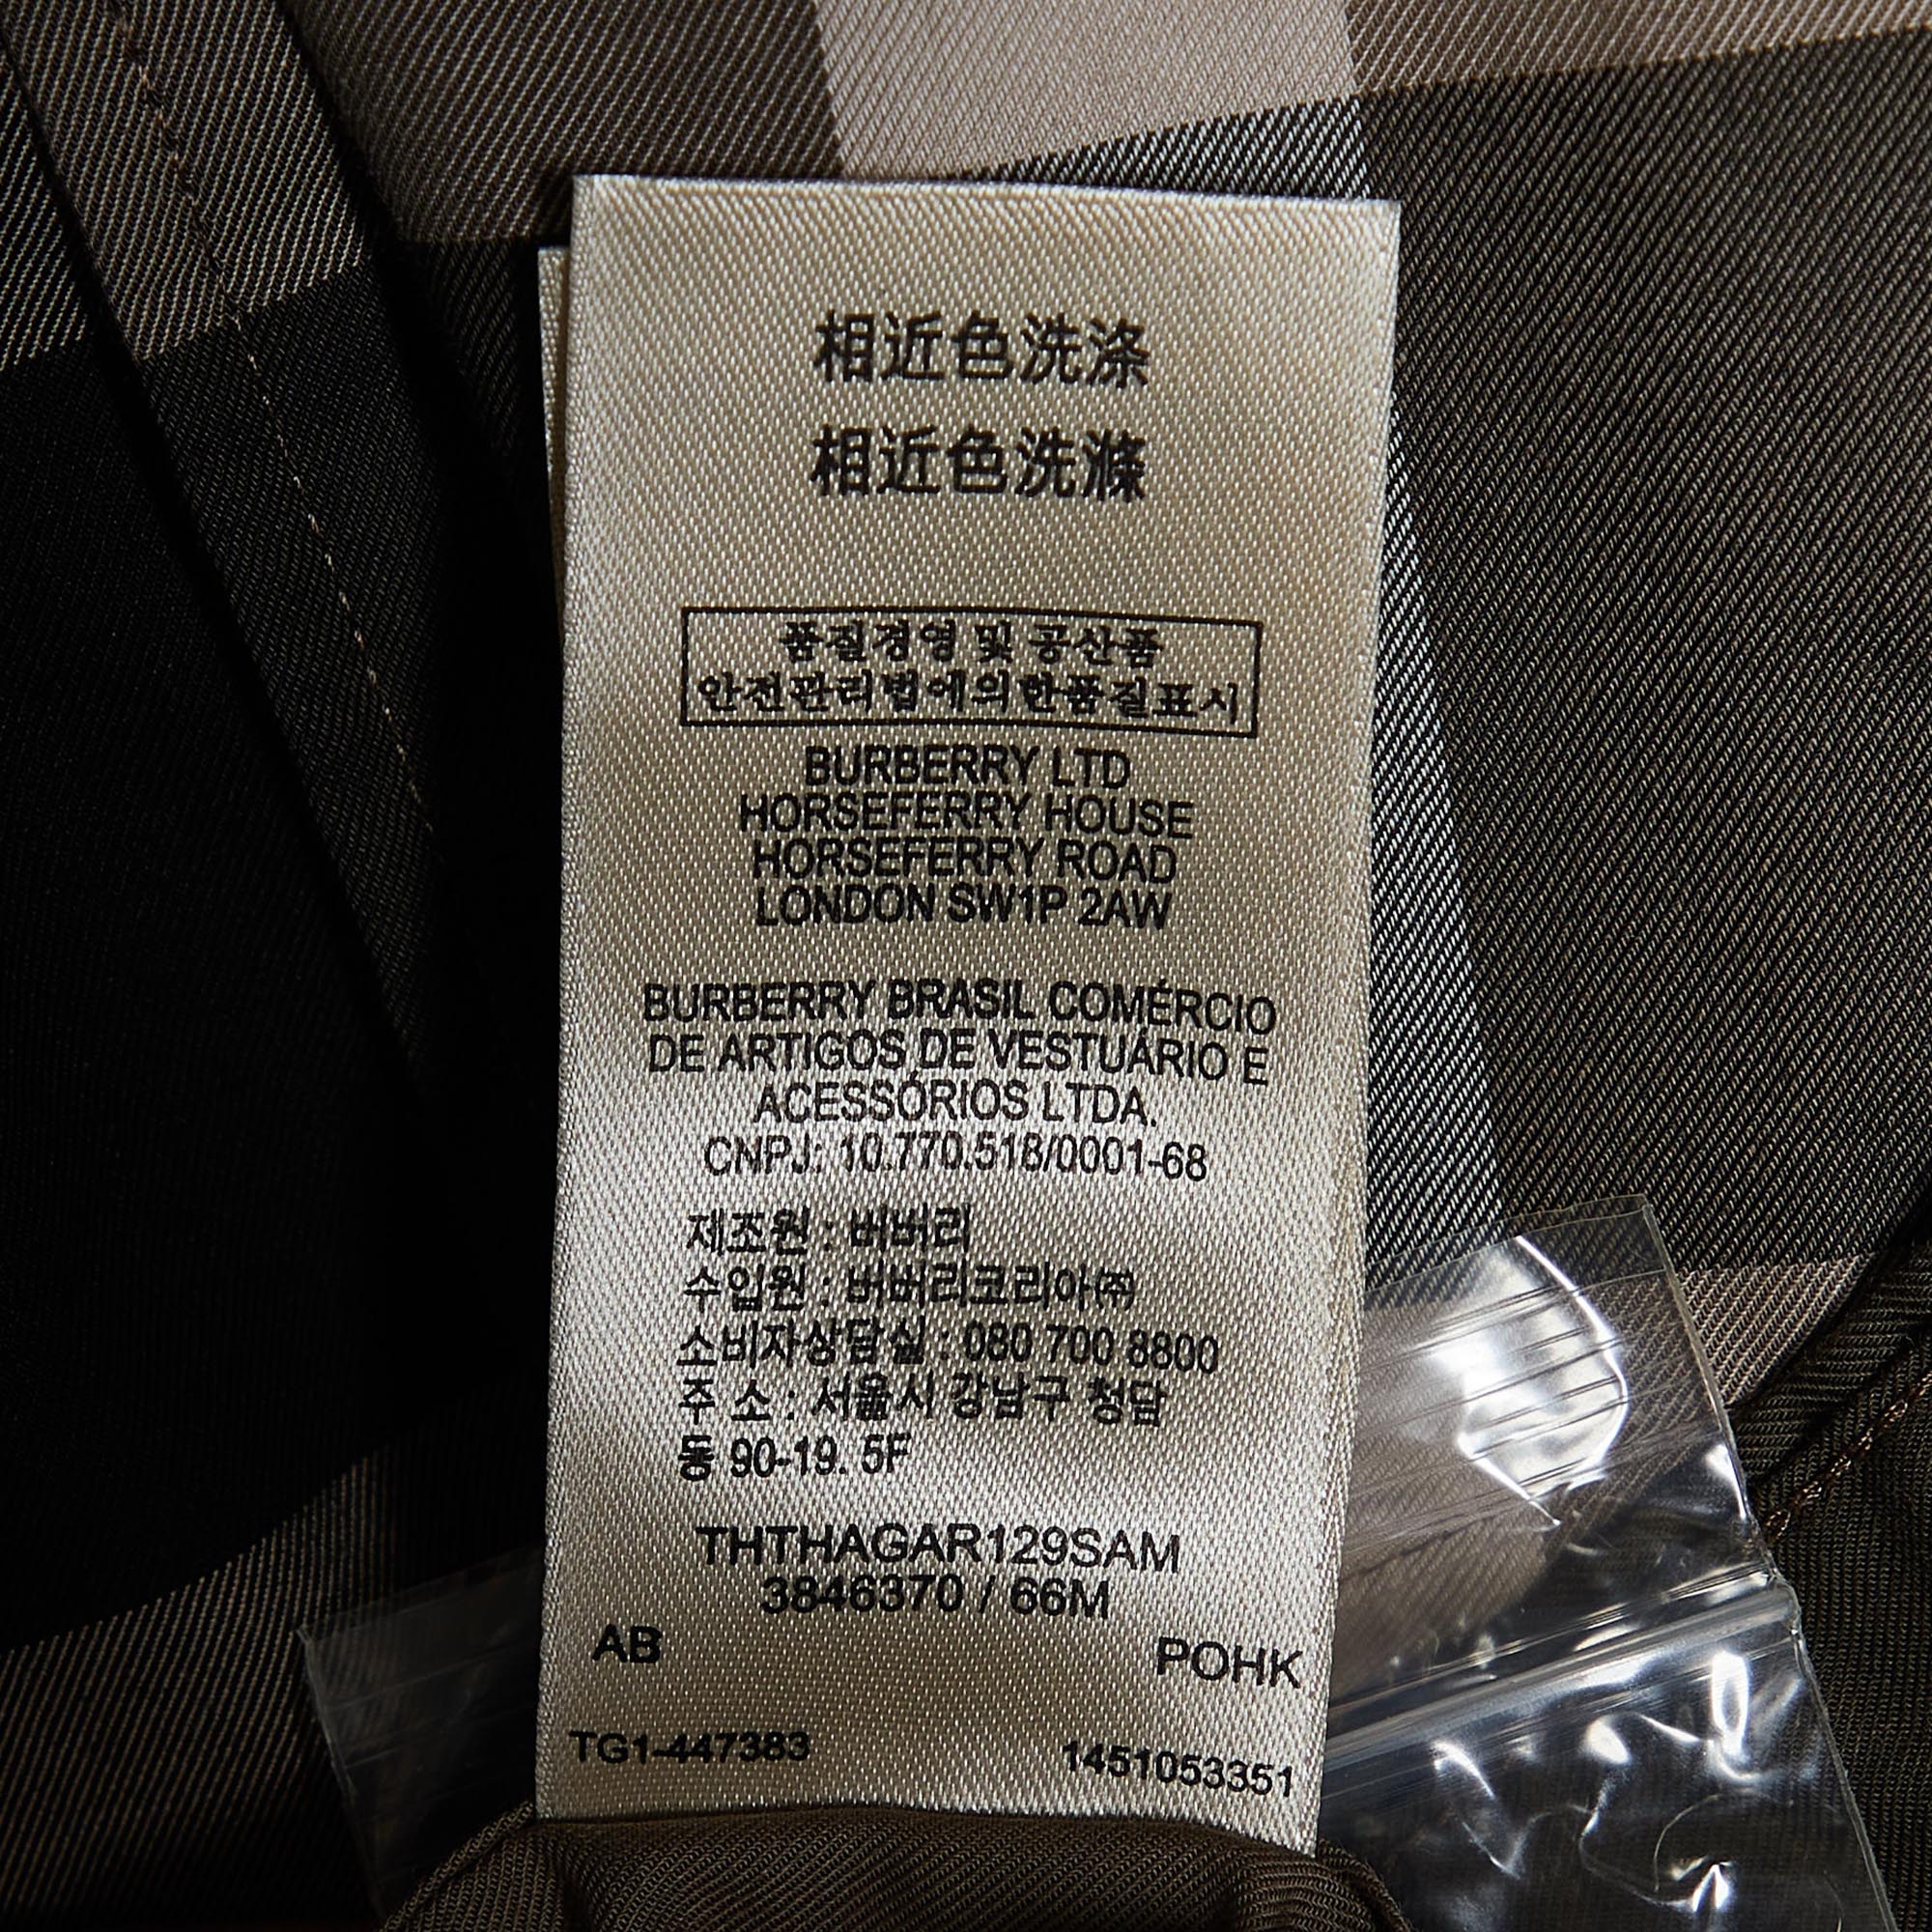 相近色洗涤
相近色洗滌
품질경영 및 공산품
안전관리법에의한품질표시
BURBERRY LTD
HORSEFERRY HOUSE
HORSEFERRY ROAD
LONDON SW1P 2AW
BURBERRY BRASIL COMÉRCIO
DE ARTIGOS DE VESTUÁRIO E
ACESSÓRIOS LTDA.
CNPJ: 10.770.518/0001-68
제조원 : 버버리
수입원 : 버버리코리아㈜
소비자상담실 : 080 700 8800
주 소 : 서울시 강남구 청담
동 90-19. 5F
THTHAGAR129SAM
3846370 / 66M
AB POHK
TG1-447383 1451053351